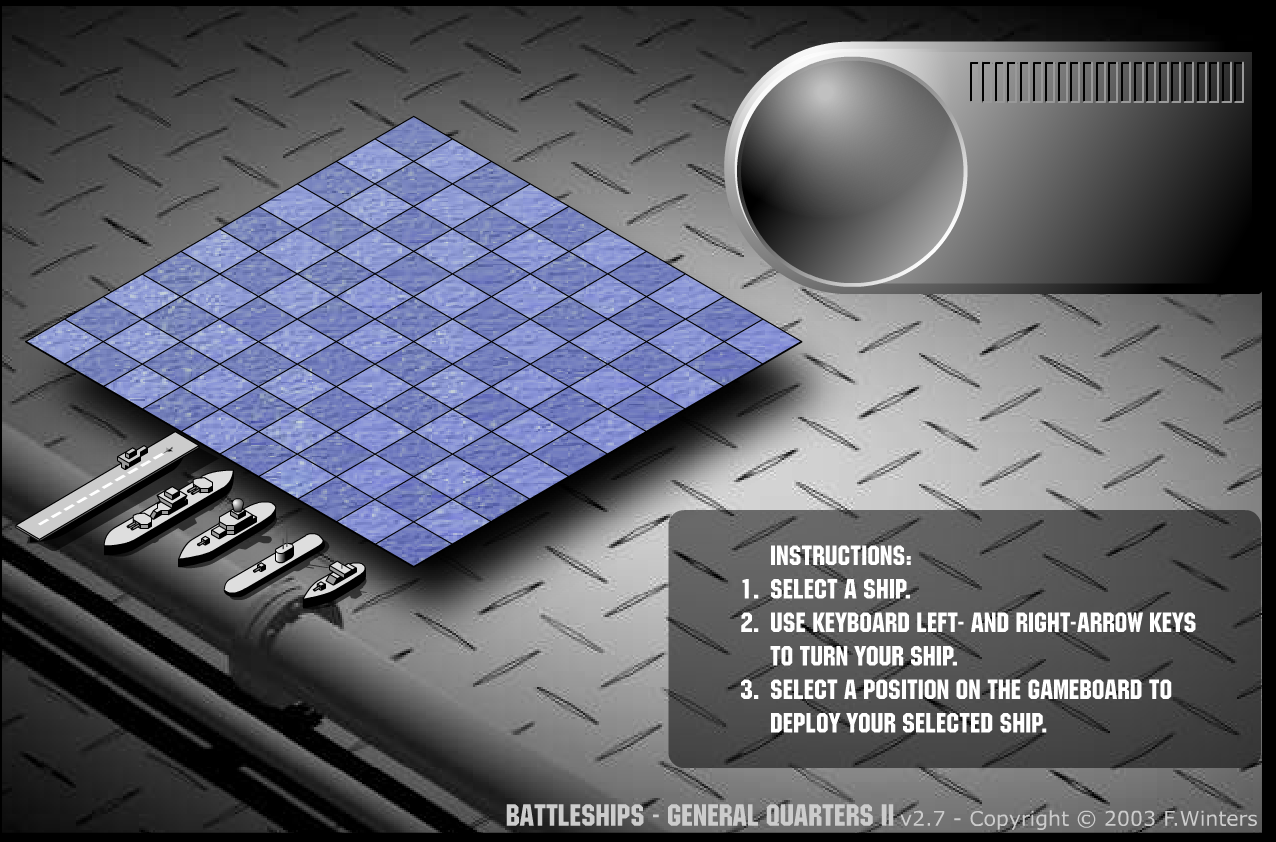 INSTRUCTIONS:
1. SELECT A SHIP.
2. USE KEYBOARD LEFT- AND RIGHT-ARROW KEYS
TO TURN YOUR SHIP.
3. SELECT A POSITION ON THE GAMEBOARD TO
DEPLOY YOUR SELECTED SHIP.
BATTLESHIPS - GENERAL QUARTERS II v2.7 - Copyright © 2003 F.Winters